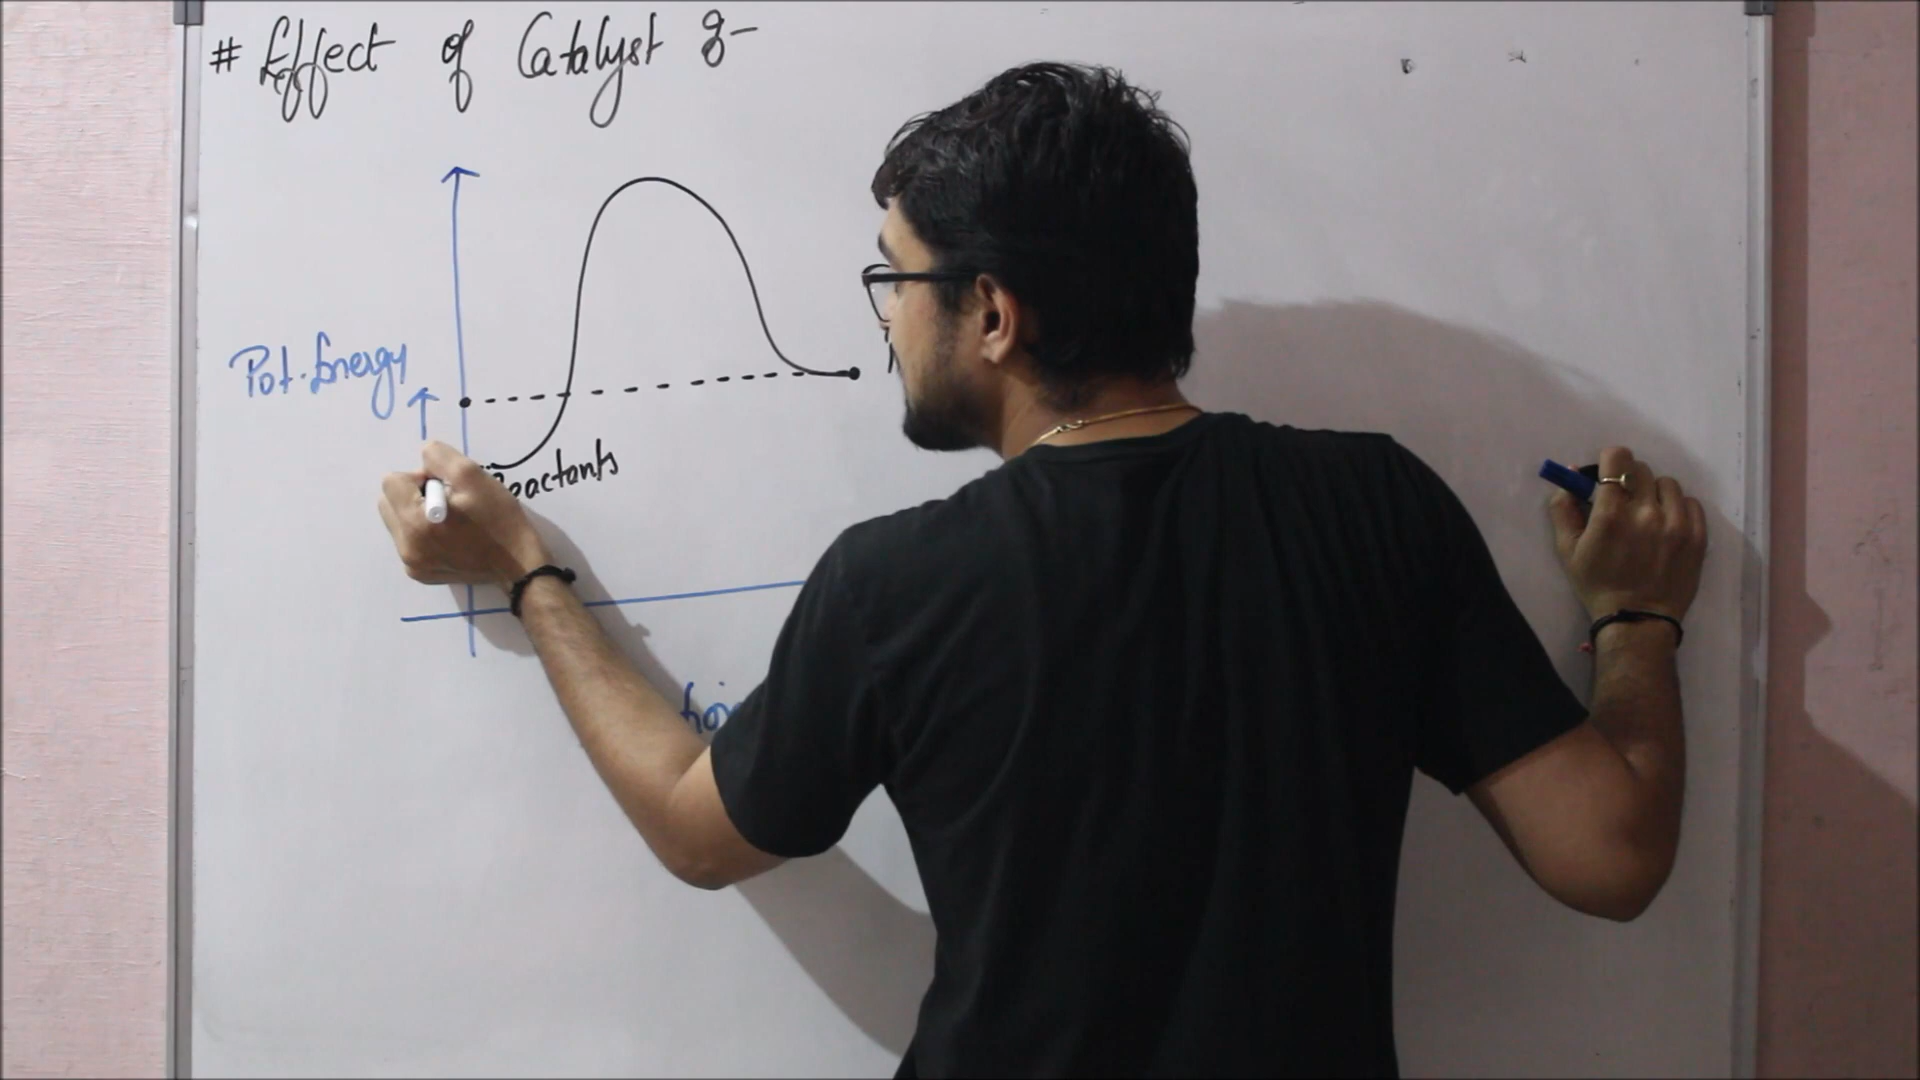 # Effect of Catalyst :-
Pot. Energy
Reactants